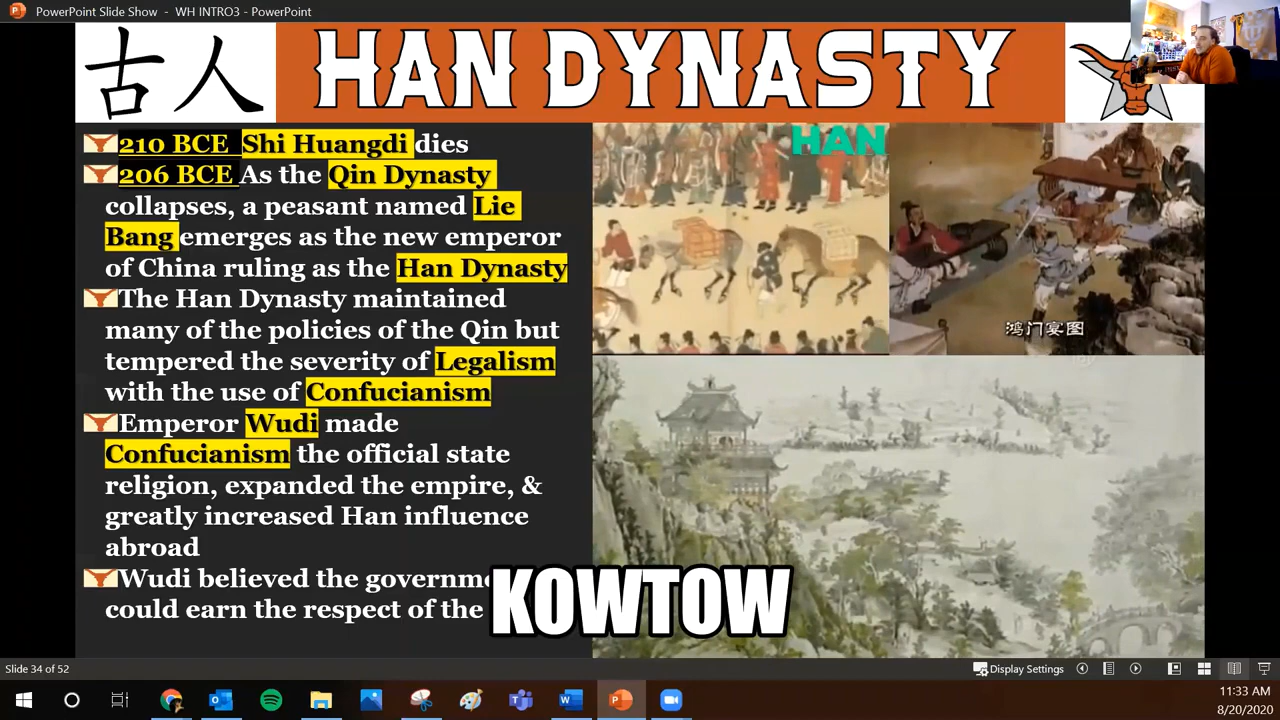 PowerPoint Slide Show - WH INTRO3 - PowerPoint
古人
HAN DYNASTY
210 BCE Shi Huangdi dies
206 BCE As the Qin Dynasty
collapses, a peasant named Lie
Bang emerges as the new emperor
of China ruling as the Han Dynasty
The Han Dynasty maintained
many of the policies of the Qin but
tempered the severity of Legalism
with the use of Confucianism
Emperor Wudi made
Confucianism the official state
religion, expanded the empire, &
greatly increased Han influence
abroad
Wudi believed the governme
could earn the respect of the
HAN
鸿门宴图
KOWTOW
Slide 34 of 52
Display Settings
11:33 AM
8/20/2020